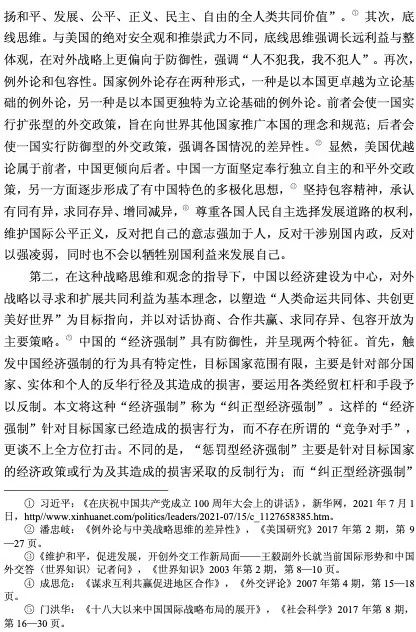 扬和平、发展、公平、正义、民主、自由的全人类共同价值”。① 其次，底
线思维。与美国的绝对安全观和推崇武力不同，底线思维强调长远利益与整
体观，在对外战略上更偏向于防御性，强调“人不犯我，我不犯人”。再次，
例外论和包容性。国家例外论存在两种形式，一种是以本国更卓越为立论基
础的例外论，另一种是以本国更独特为立论基础的例外论。前者会使一国实
行扩张型的外交政策，旨在向世界其他国家推广本国的理念和规范；后者会
使一国实行防御型的外交政策，强调各国情况的差异性。② 显然，美国优越
论属于前者，中国更倾向后者。中国一方面坚定奉行独立自主的和平外交政
策，另一方面逐步形成了有中国特色的多极化思想，③ 坚持包容精神，承认
有同有异，求同存异、增同减异，④ 尊重各国人民自主选择发展道路的权利，
维护国际公平正义，反对把自己的意志强加于人，反对干涉别国内政，反对
以强凌弱，同时也不会以牺牲别国利益来发展自己。
第二，在这种战略思维和观念的指导下，中国以经济建设为中心，对外
战略以寻求和扩展共同利益为基本理念，以塑造“人类命运共同体、共创更
美好世界”为目标指向，并以对话协商、合作共赢、求同存异、包容开放为
主要策略。⑤ 中国的“经济强制”具有防御性，并呈现两个特征。首先，触
发中国经济强制的行为具有特定性，目标国家范围有限，主要是针对部分国
家、实体和个人的反华行径及其造成的损害，要运用各类经贸杠杆和手段予
以反制。本文将这种“经济强制”称为“纠正型经济强制”。这样的“经济
强制”针对目标国家已经造成的损害行为，而不存在所谓的“竞争对手”，
更谈不上全方位打击。不同的是，“惩罚型经济强制”主要是针对目标国家
的经济政策或行为及其造成的损害采取的反制行为；而“纠正型经济强制”
① 习近平：《在庆祝中国共产党成立 100 周年大会上的讲话》，新华网，2021 年 7 月 1
日，http//www.xinhuanet.com/politics/leaders/2021-07/15/c_1127658385.htm。
② 潘忠岐：《例外论与中美战略思维的差异性》，《美国研究》2017 年第 2 期，第 9
—27 页。
③《维护和平，促进发展，开创外交工作新局面——王毅副外长就当前国际形势和中国
外交答〈世界知识〉记者问》，《世界知识》2003 年第 2 期，第 8—10 页。
④ 成思危：《谋求互利共赢促进地区合作》，《外交评论》2007 年第 4 期，第 15—18
页。
⑤ 门洪华：《十八大以来中国国际战略布局的展开》，《社会科学》2017 年第 8 期，
第 16—30 页。